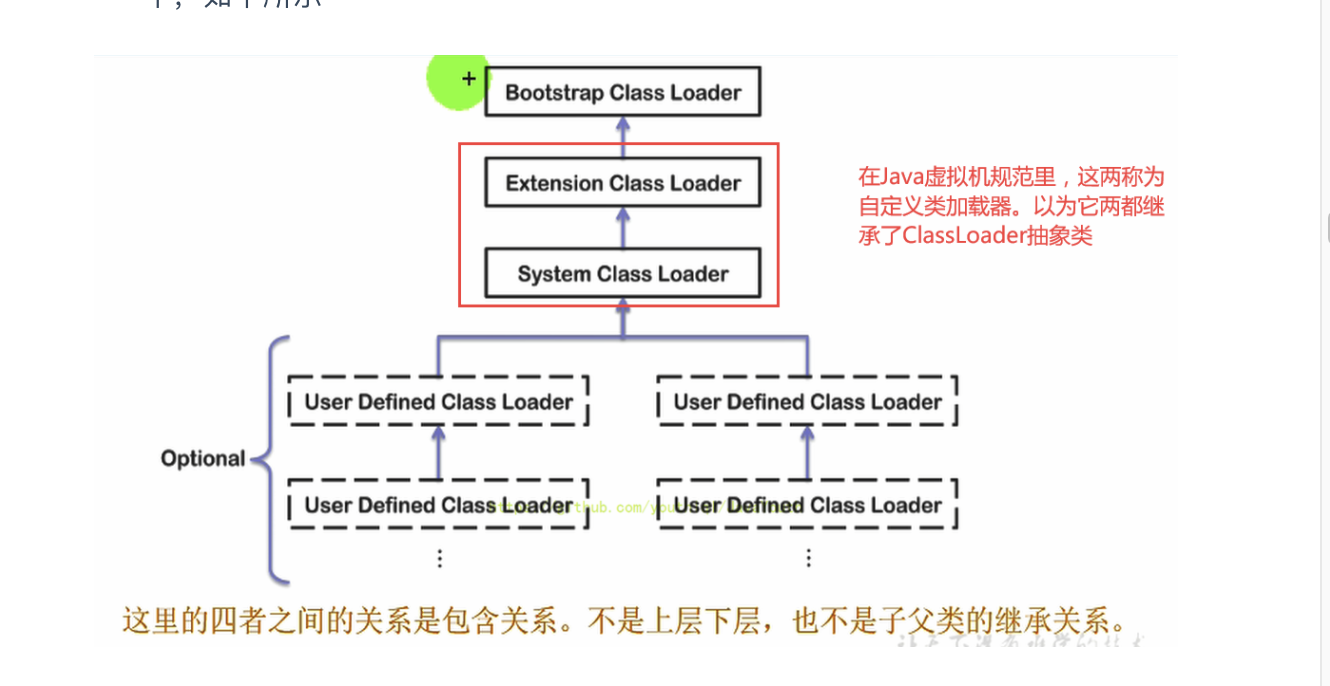 Bootstrap Class Loader
Extension Class Loader
在Java虚拟机规范里，这两称为
自定义类加载器。以为它两都继
承了ClassLoader抽象类
System Class Loader
User Defined Class Loader
User Defined Class Loader
Optional
User Defined Class Loader
User Defined Class Loader
这里的四者之间的关系是包含关系。不是上层下层，也不是子父类的继承关系。